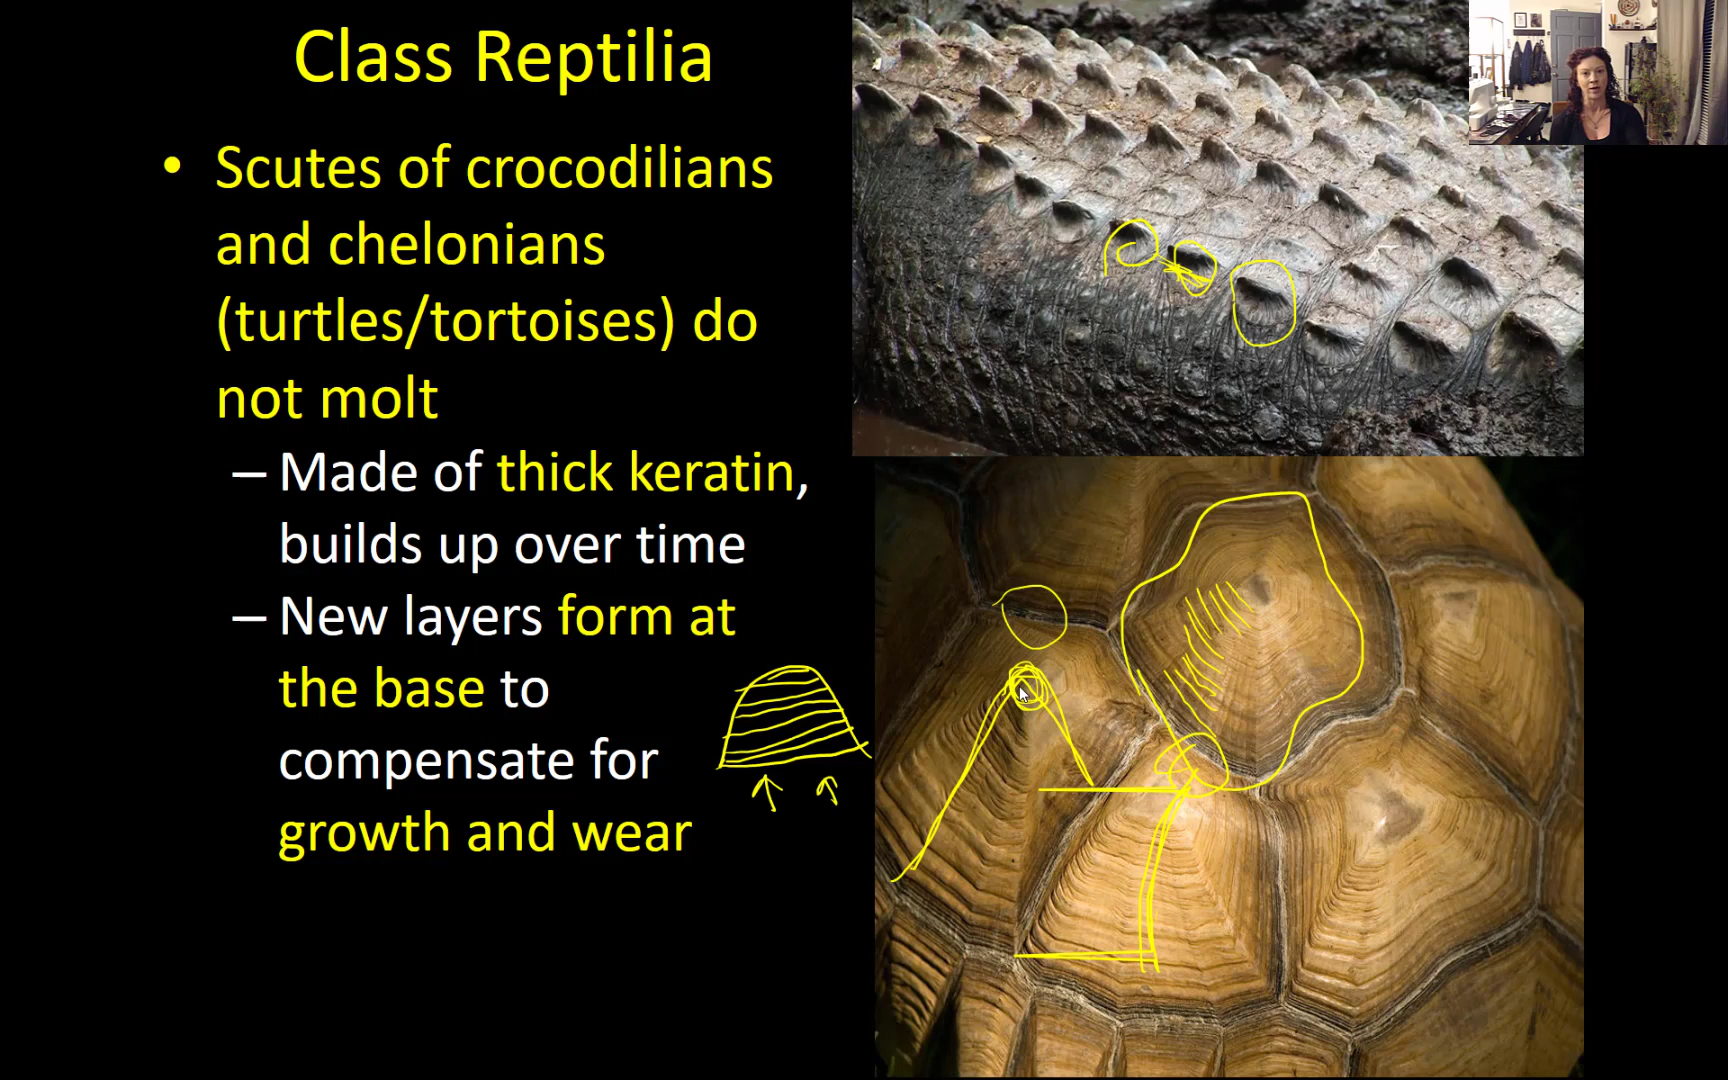 Class Reptilia
• Scutes of crocodilians
and chelonians
(turtles/tortoises) do
not molt
– Made of thick keratin,
builds up over time
– New layers form at
the base to
compensate for
growth and wear